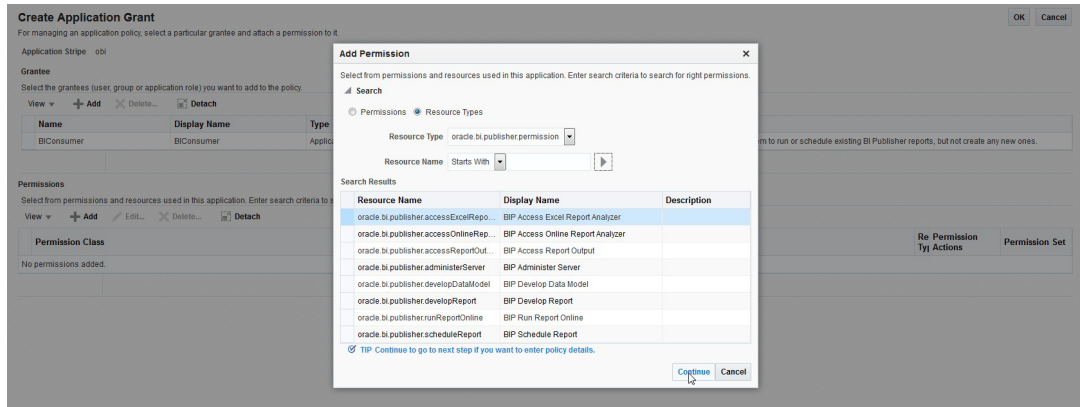 Create Application Grant
OK Cancel
For managing an application policy, select a particular grantee and attach a permission to it.
Application Stripe obi
Grantee
Select the grantees (user, group or application role) you want to add to the policy.
View Add Delete... Detach
Name Display Name Type
BIConsumer BIConsumer Applic
m to run or schedule existing BI Publisher reports, but not create any new ones.
Permissions
Select from permissions and resources used in this application. Enter search criteria to s
View Add Edit... Delete... Detach
Permission Class Re Typ Permission Actions Permission Set
No permissions added.
Add Permission
Select from permissions and resources used in this application. Enter search criteria to search for right permissions.
Search
Permissions Resource Types
Resource Type oracle.bi.publisher.permission
Resource Name Starts With
Search Results
Resource Name Display Name Description
oracle.bi.publisher.accessExcelRepo... BIP Access Excel Report Analyzer
oracle.bi.publisher.accessOnlineRep... BIP Access Online Report Analyzer
oracle.bi.publisher.accessReportOut... BIP Access Report Output
oracle.bi.publisher.administerServer BIP Administer Server
oracle.bi.publisher.developDataModel BIP Develop Data Model
oracle.bi.publisher.developReport BIP Develop Report
oracle.bi.publisher.runReportOnline BIP Run Report Online
oracle.bi.publisher.scheduleReport BIP Schedule Report
TIP Continue to go to next step if you want to enter policy details.
Continue Cancel